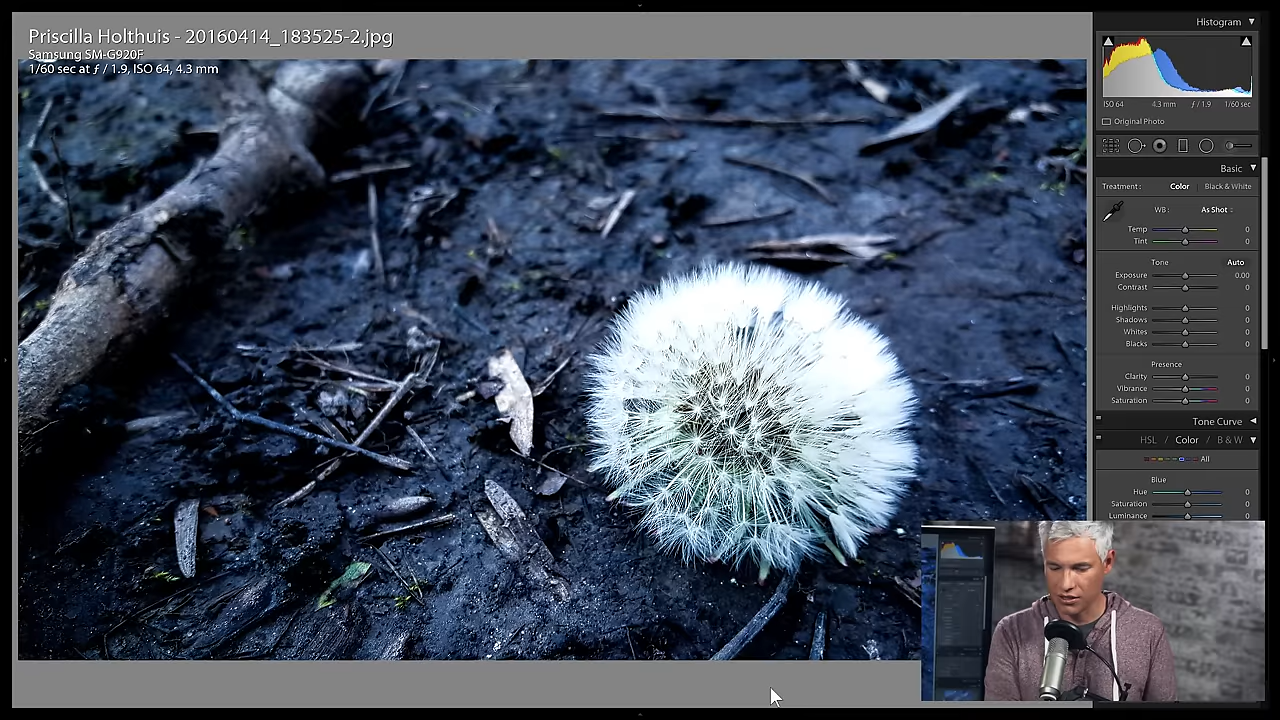 Priscilla Holthuis - 20160414_183525-2.jpg
Samsung SM-G920F
1/60 sec at ƒ / 1.9, ISO 64, 4.3 mm
Histogram
ISO 64 4.3 mm ƒ / 1.9 1/60 sec
Original Photo
Basic
Treatment : Color Black & White
WB : As Shot
Temp 0
Tint 0
Tone Auto
Exposure 0.00
Contrast 0
Highlights 0
Shadows 0
Whites 0
Blacks 0
Presence
Clarity 0
Vibrance 0
Saturation 0
Tone Curve
HSL / Color / B & W
All
Blue
Hue 0
Saturation 0
Luminance 0